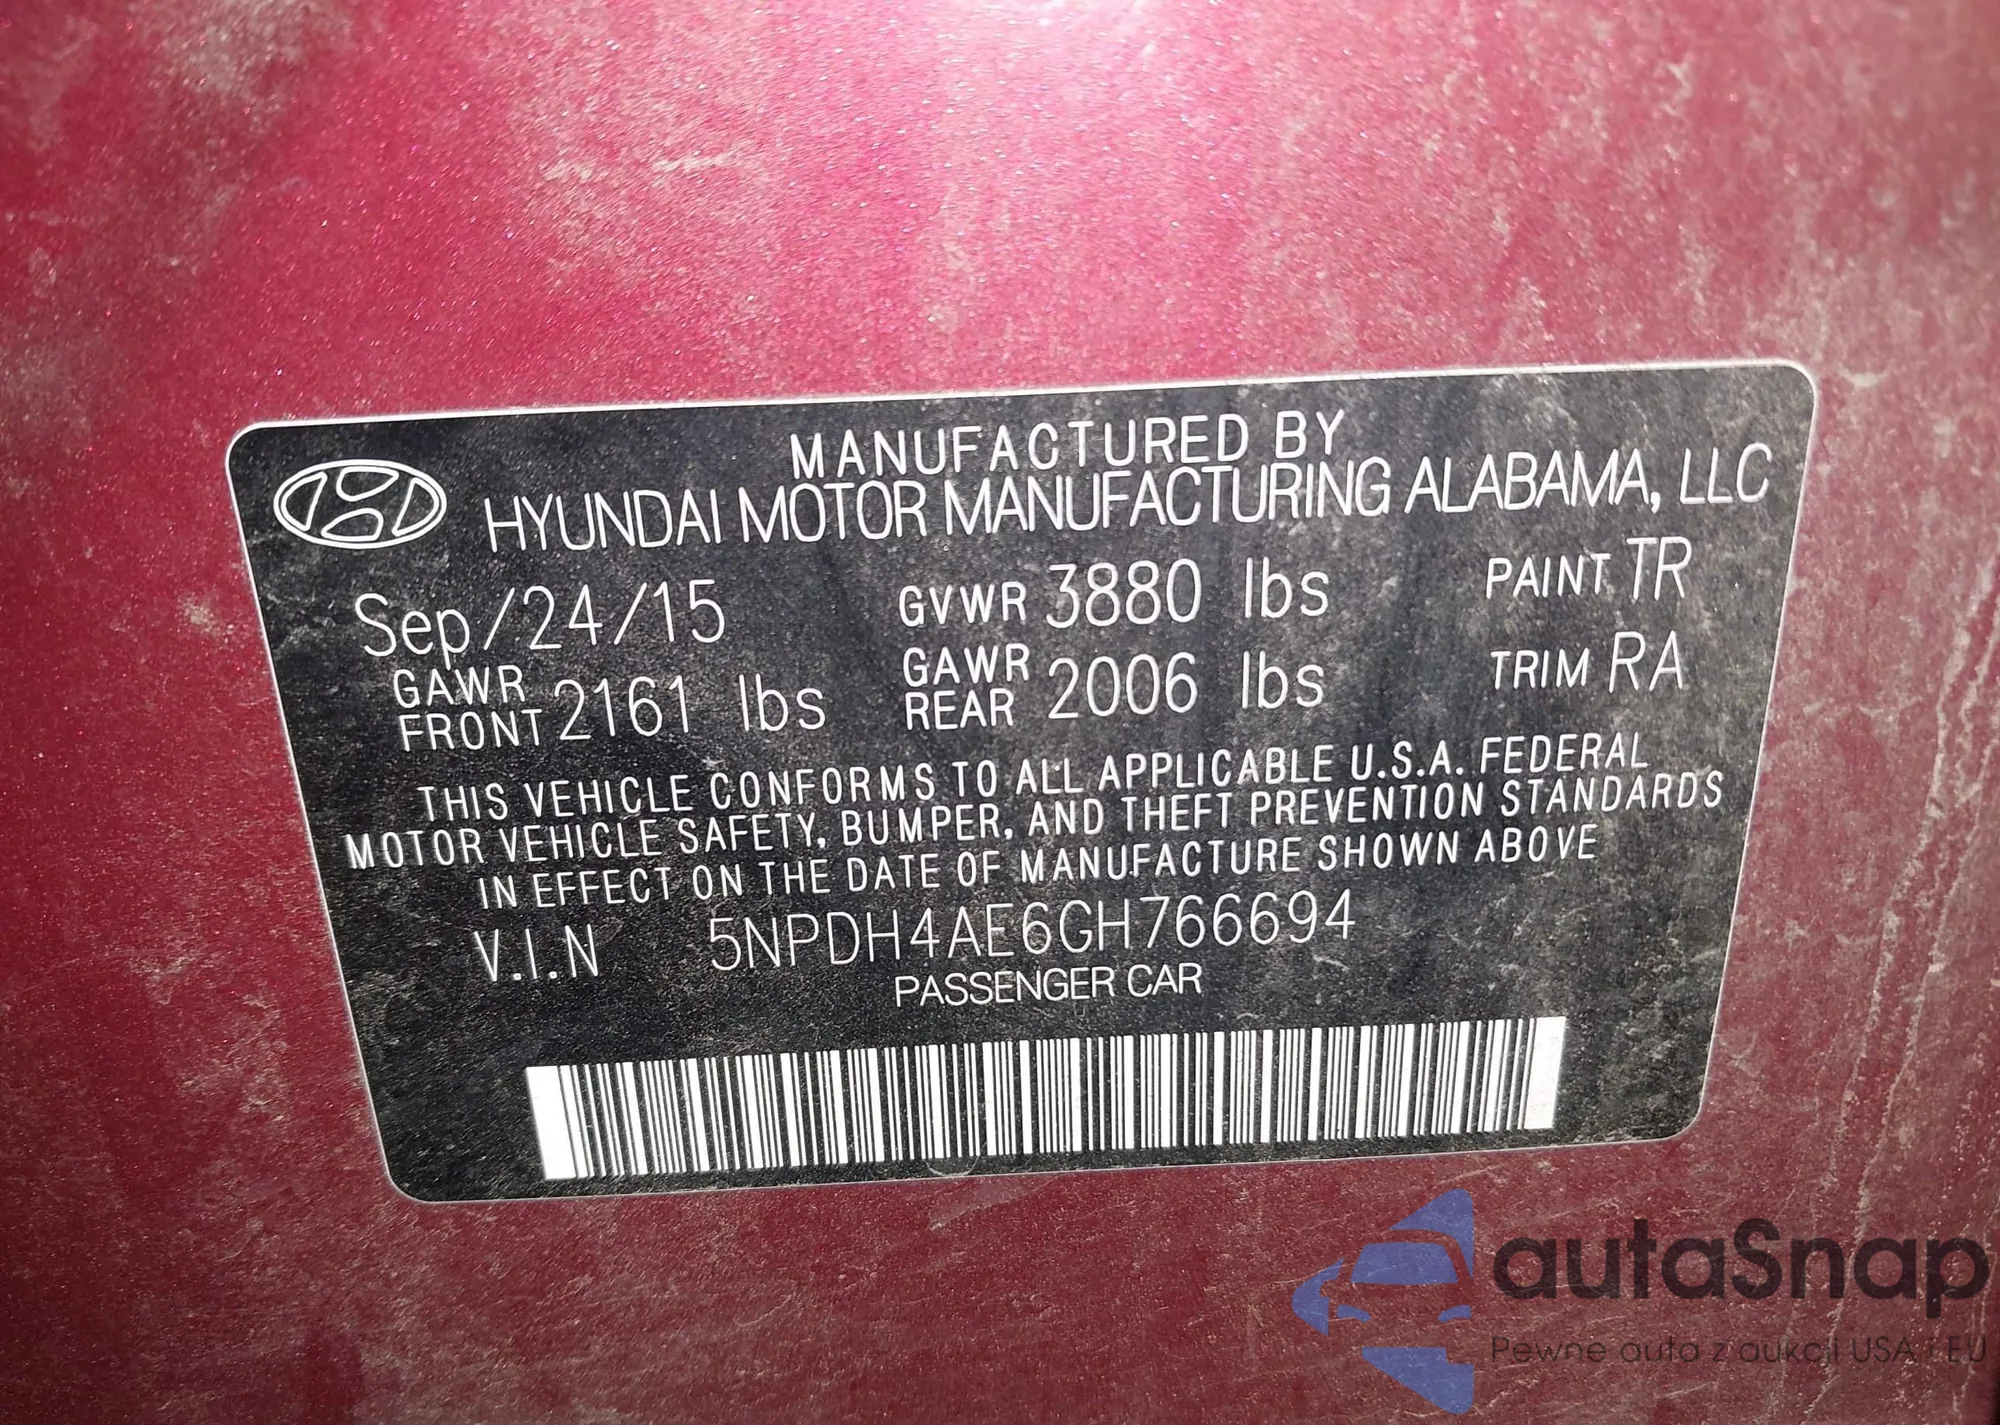 MANUFACTURED BY
HYUNDAI MOTOR MANUFACTURING ALABAMA, LLC
Sep/24/15 GVWR 3880 lbs PAINT TR
GAWR FRONT 2161 lbs GAWR REAR 2006 lbs TRIM RA
THIS VEHICLE CONFORMS TO ALL APPLICABLE U.S.A. FEDERAL
MOTOR VEHICLE SAFETY, BUMPER, AND THEFT PREVENTION STANDARDS
IN EFFECT ON THE DATE OF MANUFACTURE SHOWN ABOVE
V.I.N 5NPDH4AE6GH766694
PASSENGER CAR
autaSnap
Pewne auta z aukcji USA i EU